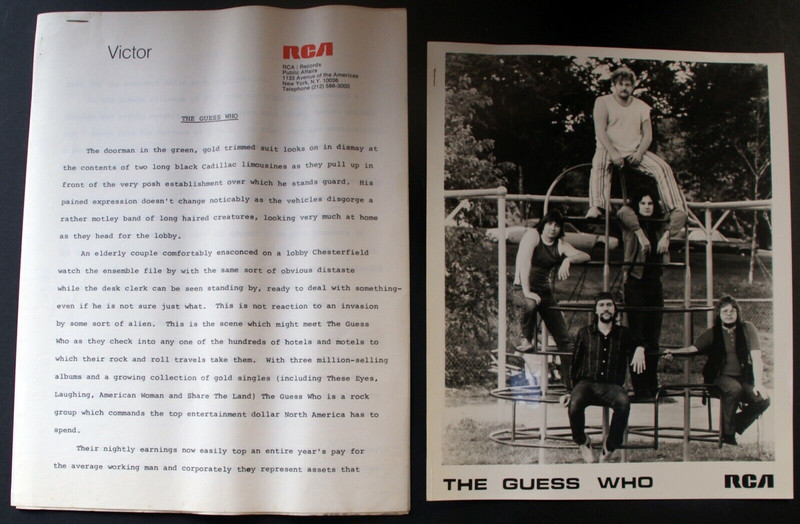 Victor
RCA
RCA | Records
Public Affairs
1133 Avenue of the Americas
New York, N.Y. 10036
Telephone (212) 598-3003
THE GUESS WHO
The doorman in the green, gold trimmed suit looks on in dismay at
the contents of two long black Cadillac limousines as they pull up in
front of the very posh establishment over which he stands guard. His
pained expression doesn't change noticably as the vehicles disgorge a
rather motley band of long haired creatures, looking very much at home
as they head for the lobby.
An elderly couple comfortably ensconced on a lobby Chesterfield
watch the ensemble file by with the same sort of obvious distaste
while the desk clerk can be seen standing by, ready to deal with something-
even if he is not sure just what. This is not reaction to an invasion
by some sort of alien. This is the scene which might meet The Guess
Who as they check into any one of the hundreds of hotels and motels to
which their rock and roll travels take them. With three million-selling
albums and a growing collection of gold singles (including These Eyes,
Laughing, American Woman and Share The Land) The Guess Who is a rock
group which commands the top entertainment dollar North America has to
spend.
Their nightly earnings now easily top an entire year's pay for
the average working man and corporately they represent assets that
THE GUESS WHO
RCA